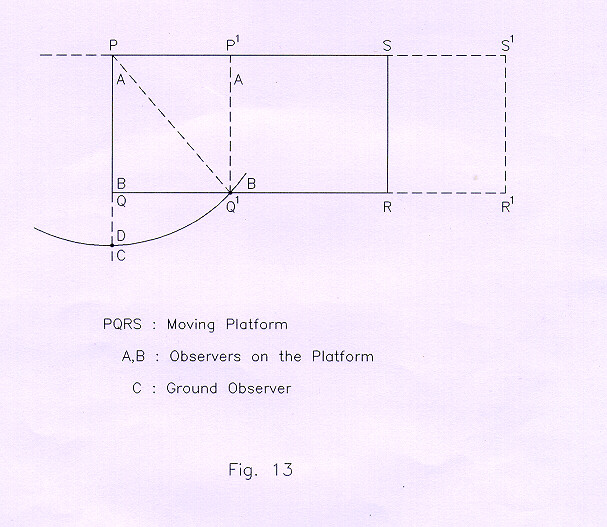 P P¹ S S¹
A A
B B
Q Q¹ R R¹
D
C
PQRS : Moving Platform
A,B : Observers on the Platform
C : Ground Observer
Fig. 13